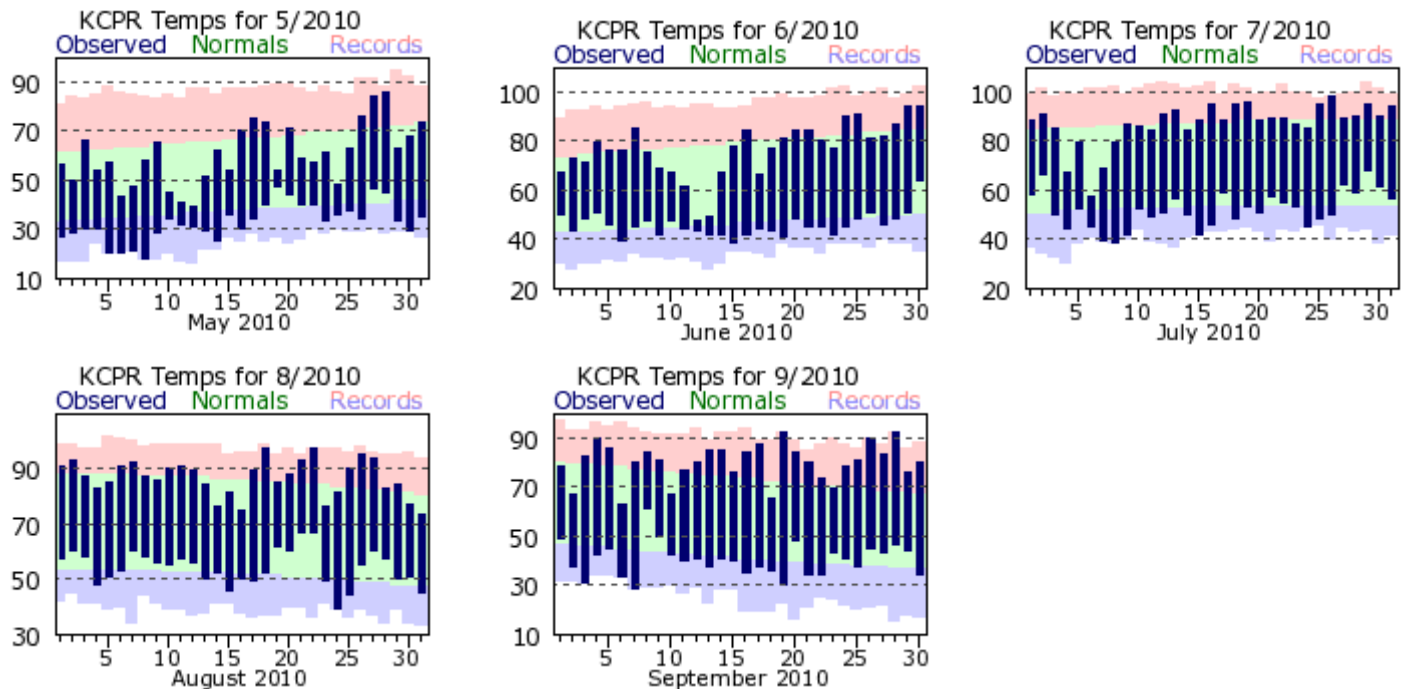 KCPR Temps for 5/2010
Observed Normals Records
90
70
50
30
10
5 10 15 20 25 30
May 2010
KCPR Temps for 6/2010
Observed Normals Records
100
80
60
40
20
5 10 15 20 25 30
June 2010
KCPR Temps for 7/2010
Observed Normals Records
100
80
60
40
20
5 10 15 20 25 30
July 2010
KCPR Temps for 8/2010
Observed Normals Records
90
70
50
30
5 10 15 20 25 30
August 2010
KCPR Temps for 9/2010
Observed Normals Records
90
70
50
30
10
5 10 15 20 25 30
September 2010